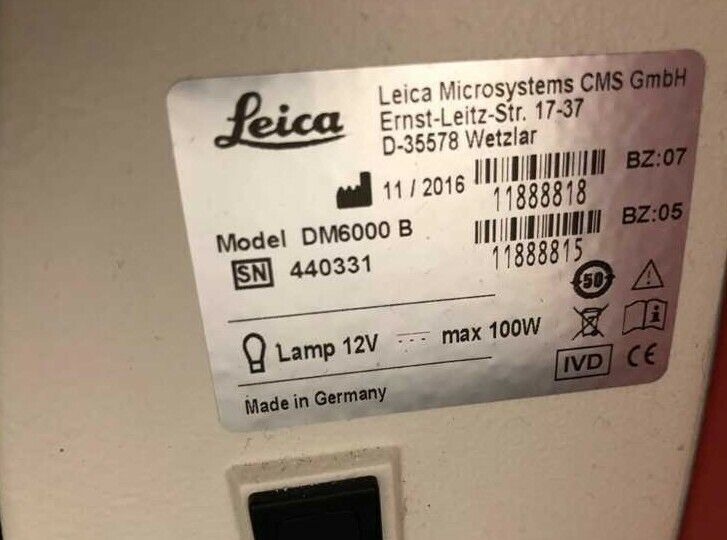 Leica
Leica Microsystems CMS GmbH
Ernst-Leitz-Str. 17-37
D-35578 Wetzlar
11 / 2016
11888818
BZ:07
Model DM6000 B
11888815
BZ:05
SN 440331
50
Lamp 12V max 100W
IVD CE
Made in Germany